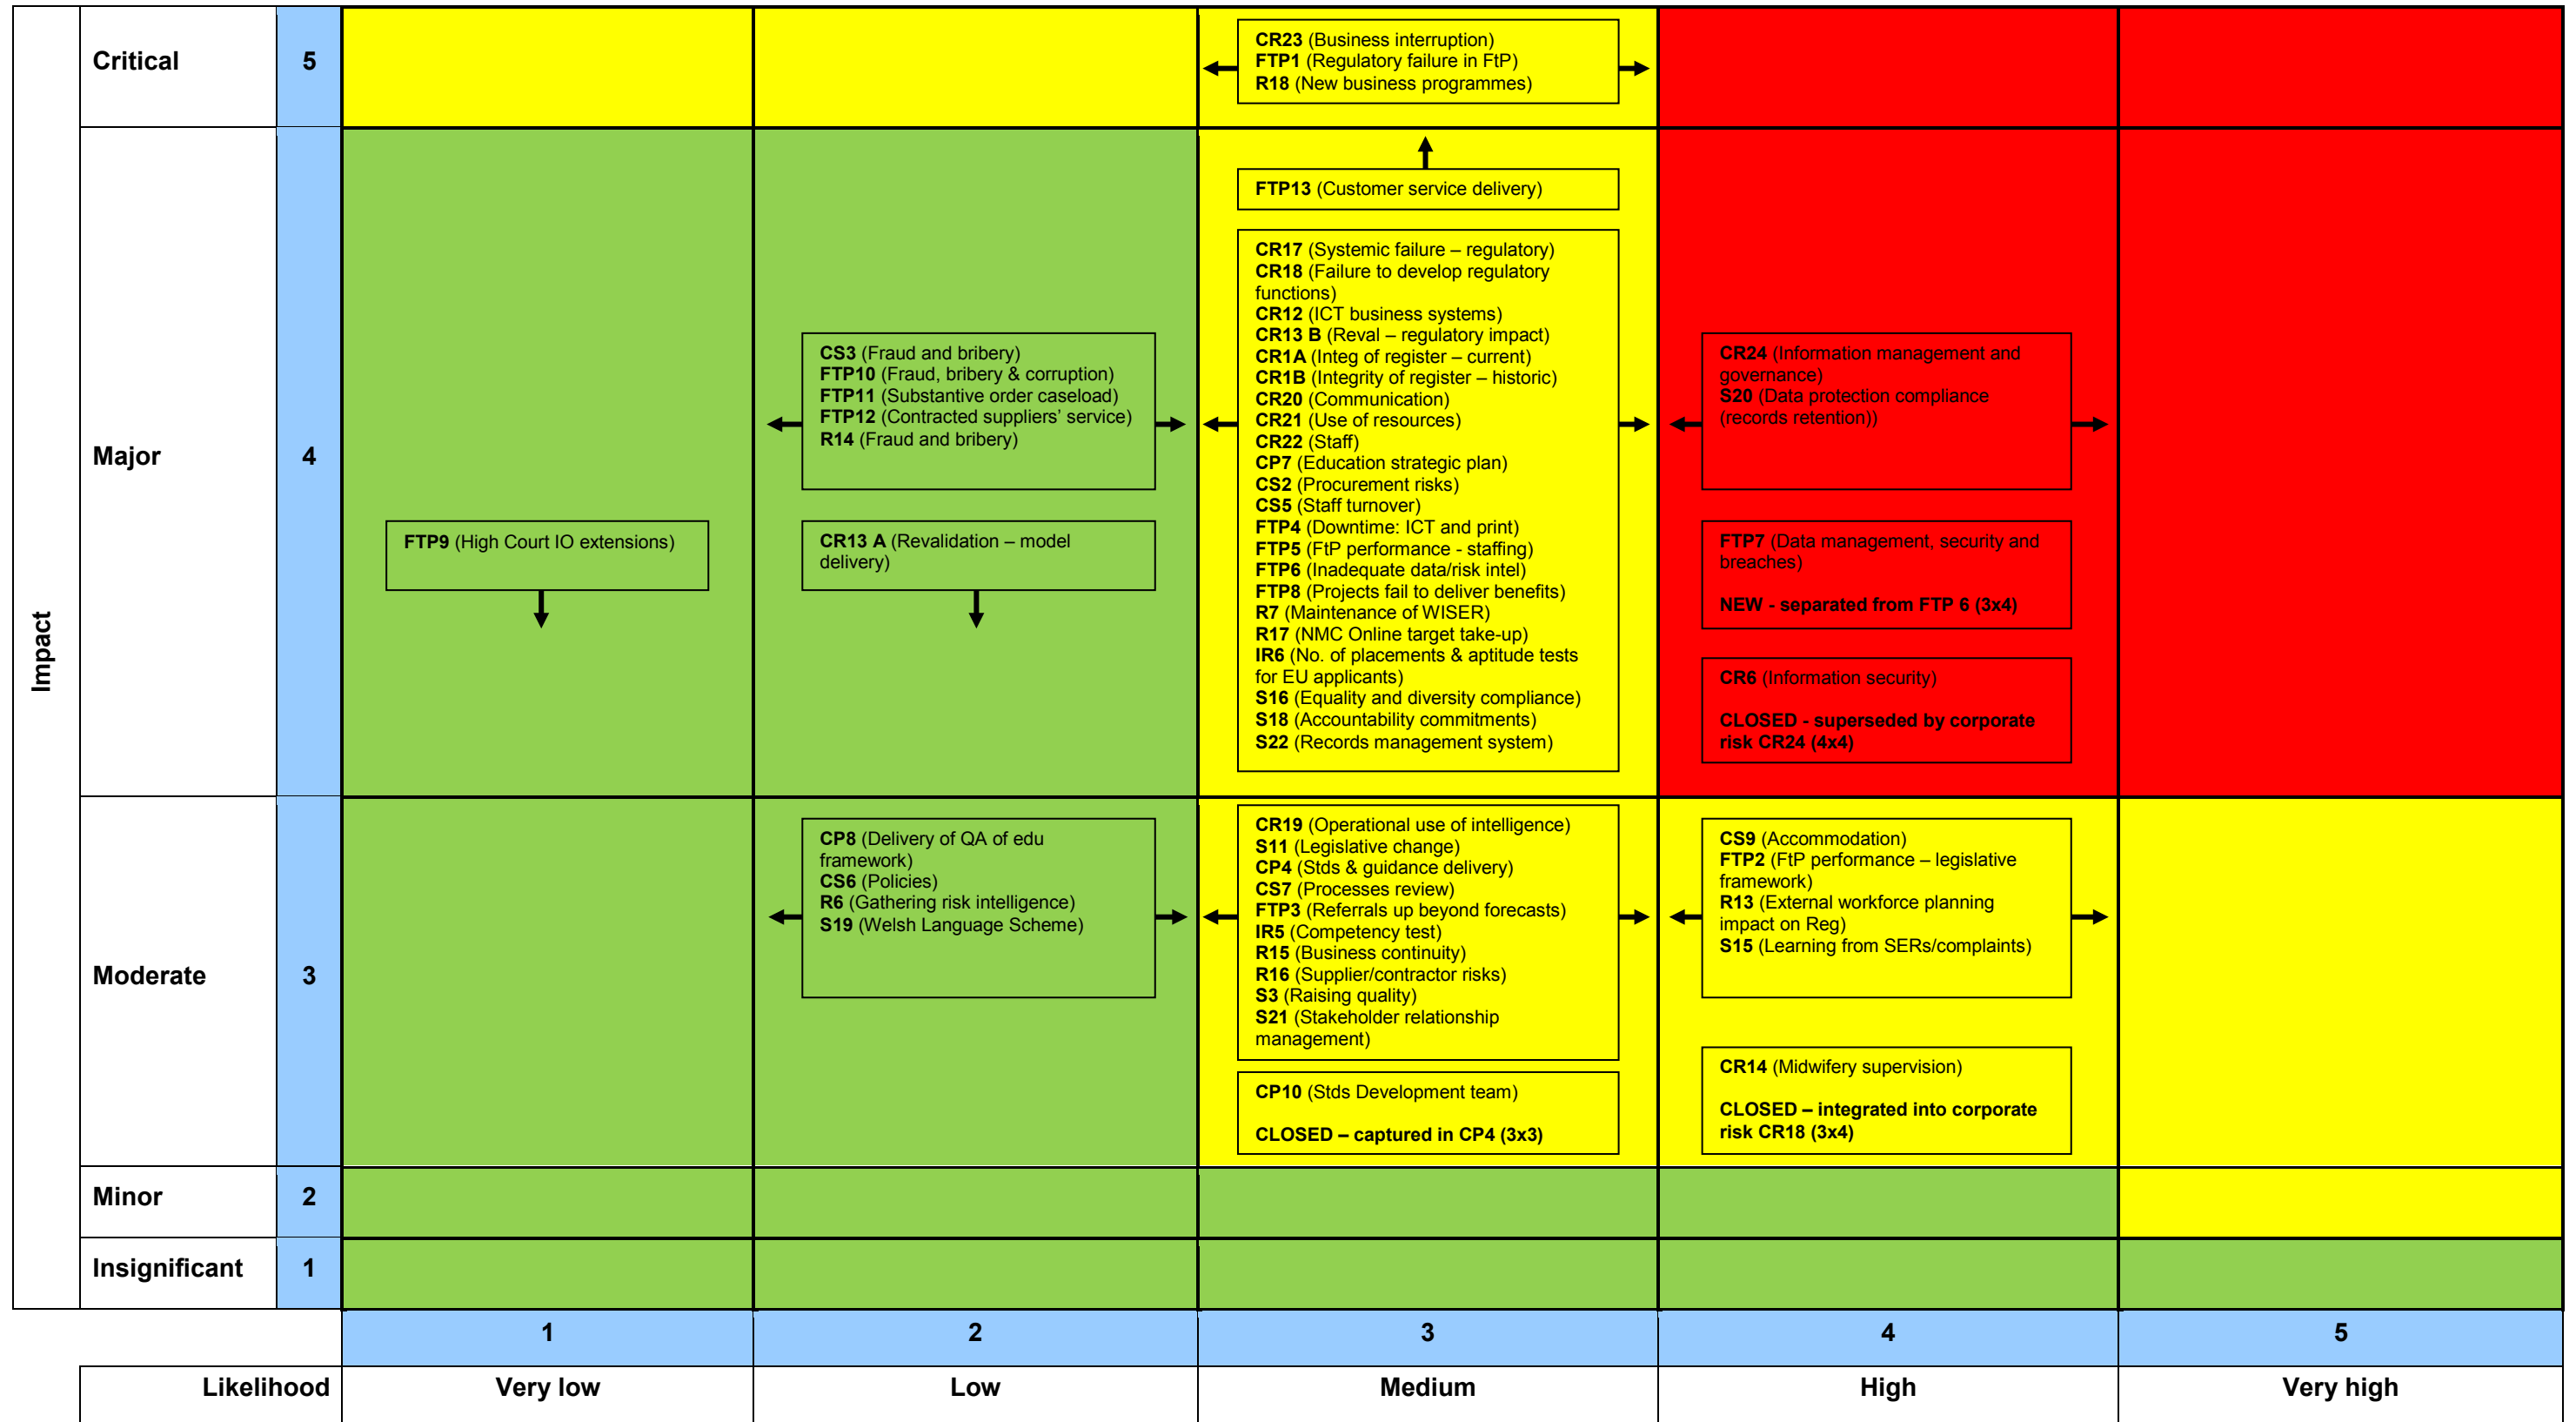 Impact
Critical
5
CR23 (Business interruption)
FTP1 (Regulatory failure in FtP)
R18 (New business programmes)
Major
4
FTP9 (High Court IO extensions)
CS3 (Fraud and bribery)
FTP10 (Fraud, bribery & corruption)
FTP11 (Substantive order caseload)
FTP12 (Contracted suppliers’ service)
R14 (Fraud and bribery)
CR13 A (Revalidation – model
delivery)
FTP13 (Customer service delivery)
CR17 (Systemic failure – regulatory)
CR18 (Failure to develop regulatory
functions)
CR12 (ICT business systems)
CR13 B (Reval – regulatory impact)
CR1A (Integ of register – current)
CR1B (Integrity of register – historic)
CR20 (Communication)
CR21 (Use of resources)
CR22 (Staff)
CP7 (Education strategic plan)
CS2 (Procurement risks)
CS5 (Staff turnover)
FTP4 (Downtime: ICT and print)
FTP5 (FtP performance - staffing)
FTP6 (Inadequate data/risk intel)
FTP8 (Projects fail to deliver benefits)
R7 (Maintenance of WISER)
R17 (NMC Online target take-up)
IR6 (No. of placements & aptitude tests
for EU applicants)
S16 (Equality and diversity compliance)
S18 (Accountability commitments)
S22 (Records management system)
CR24 (Information management and
governance)
S20 (Data protection compliance
(records retention))
FTP7 (Data management, security and
breaches)
NEW - separated from FTP 6 (3x4)
CR6 (Information security)
CLOSED - superseded by corporate
risk CR24 (4x4)
Moderate
3
CP8 (Delivery of QA of edu
framework)
CS6 (Policies)
R6 (Gathering risk intelligence)
S19 (Welsh Language Scheme)
CR19 (Operational use of intelligence)
S11 (Legislative change)
CP4 (Stds & guidance delivery)
CS7 (Processes review)
FTP3 (Referrals up beyond forecasts)
IR5 (Competency test)
R15 (Business continuity)
R16 (Supplier/contractor risks)
S3 (Raising quality)
S21 (Stakeholder relationship
management)
CP10 (Stds Development team)
CLOSED – captured in CP4 (3x3)
CS9 (Accommodation)
FTP2 (FtP performance – legislative
framework)
R13 (External workforce planning
impact on Reg)
S15 (Learning from SERs/complaints)
CR14 (Midwifery supervision)
CLOSED – integrated into corporate
risk CR18 (3x4)
Minor
2
Insignificant
1
1
2
3
4
5
Likelihood
Very low
Low
Medium
High
Very high